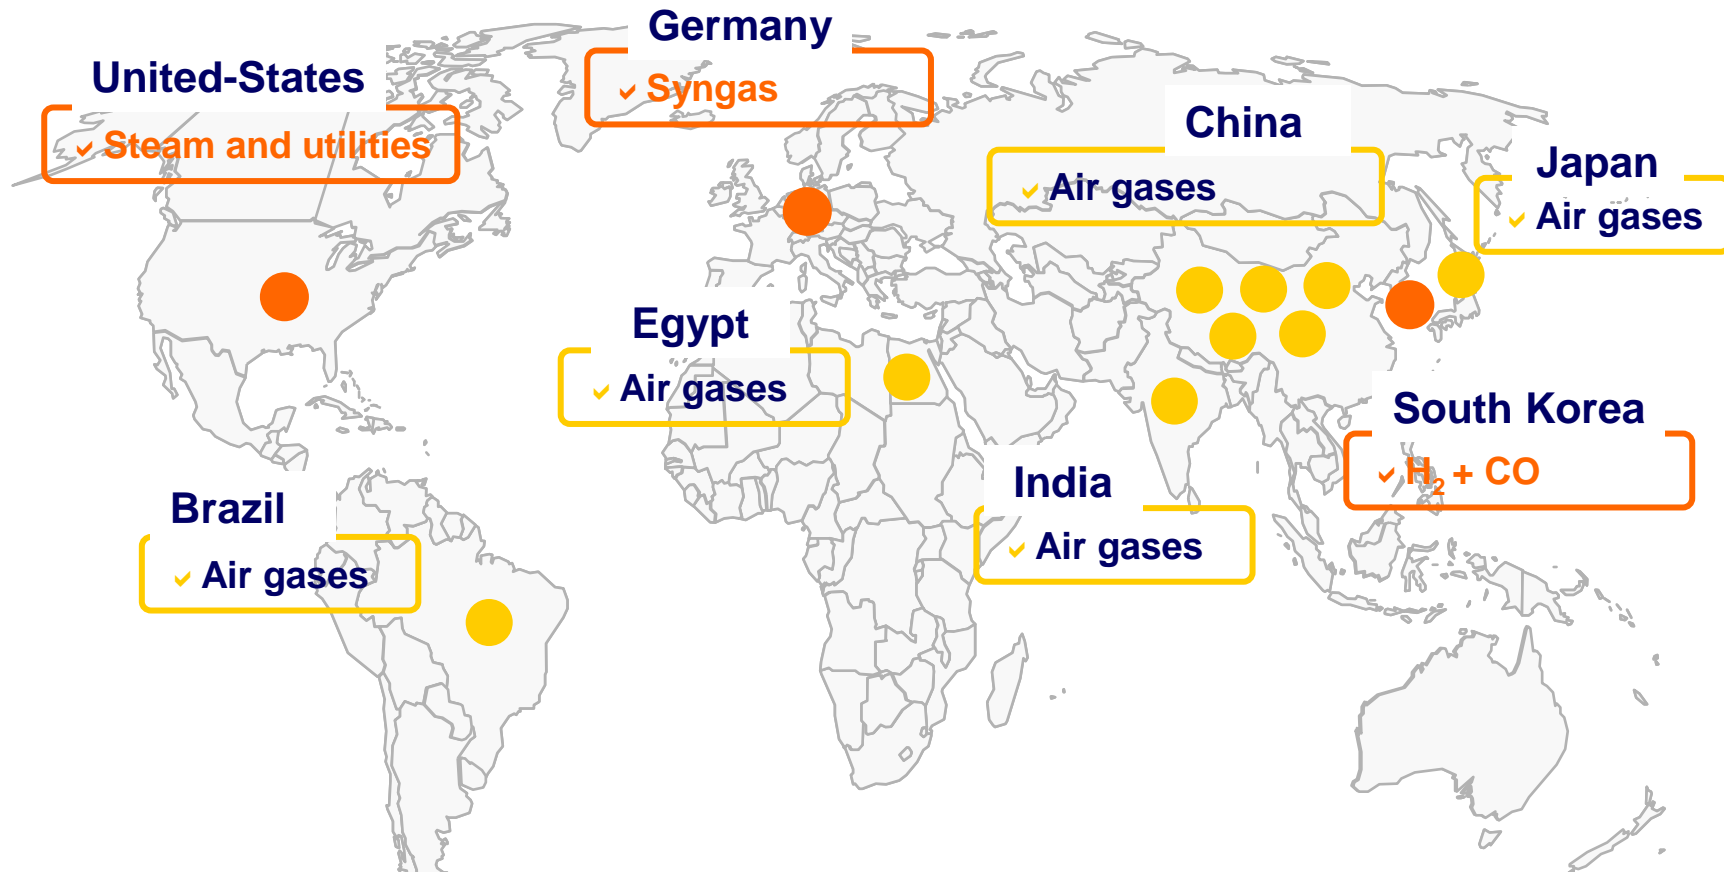 Germany
✓ Syngas
United-States
✓ Steam and utilities
China
✓ Air gases
Japan
✓ Air gases
Egypt
✓ Air gases
South Korea
✓ H₂ + CO
India
✓ Air gases
Brazil
✓ Air gases